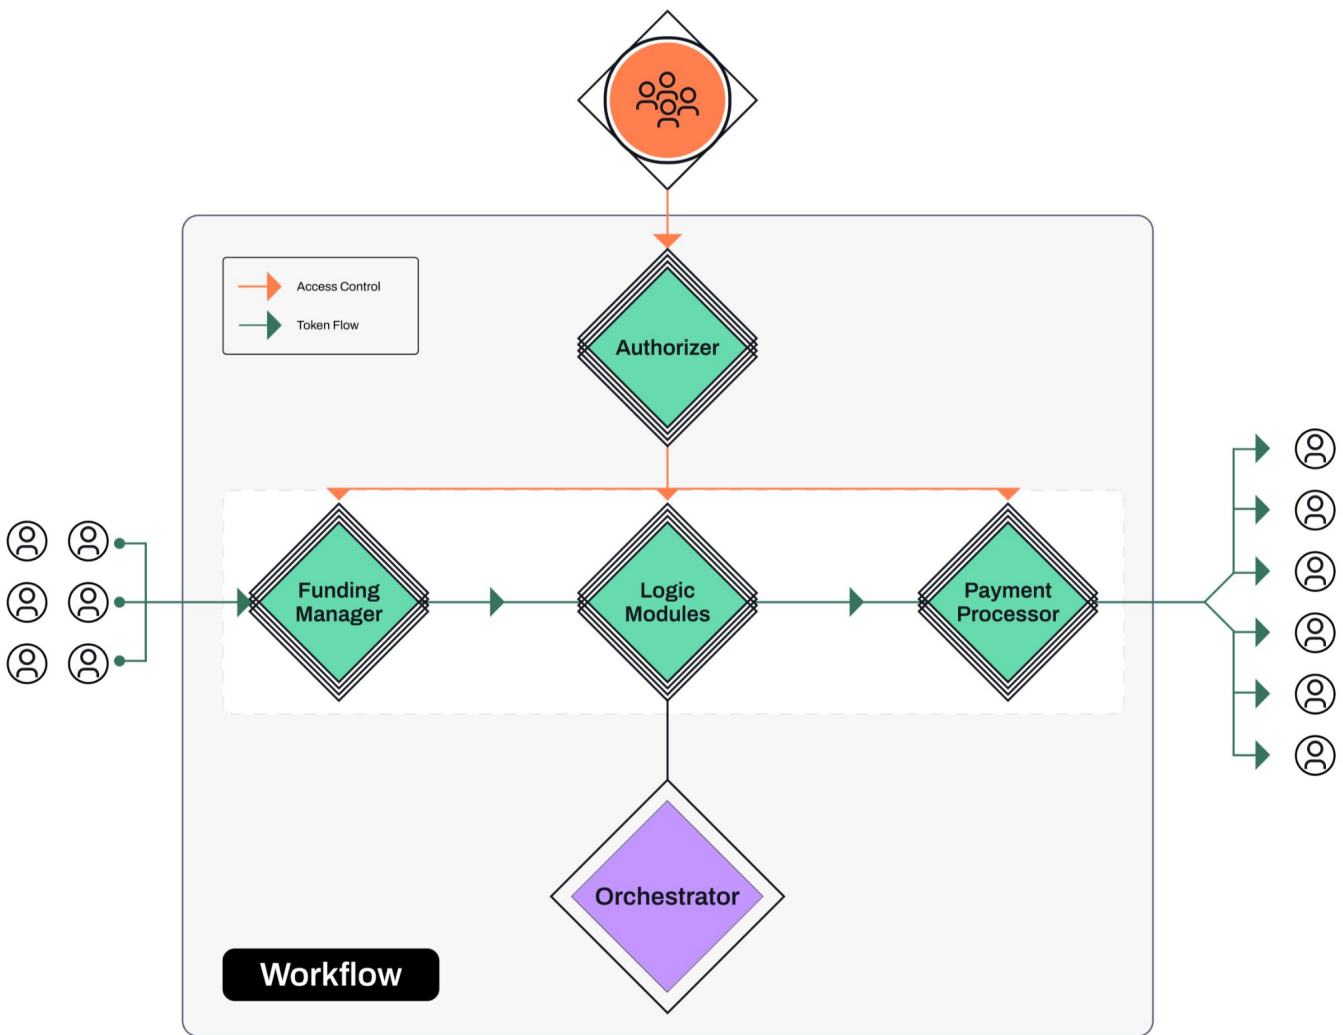 Access Control
Token Flow
Authorizer
Funding
Manager
Logic
Modules
Payment
Processor
Orchestrator
Workflow